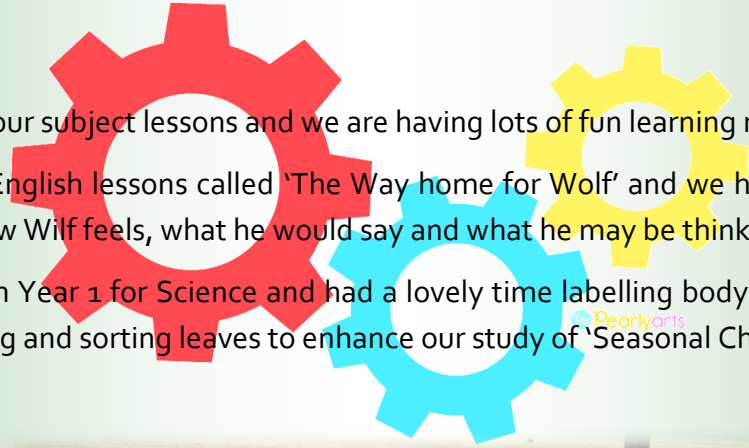 our subject lessons and we are having lots of fun learning
English lessons called ‘The Way home for Wolf’ and we h
w Wilf feels, what he would say and what he may be think
n Year 1 for Science and had a lovely time labelling body
Pearlyarts
g and sorting leaves to enhance our study of ‘Seasonal Ch